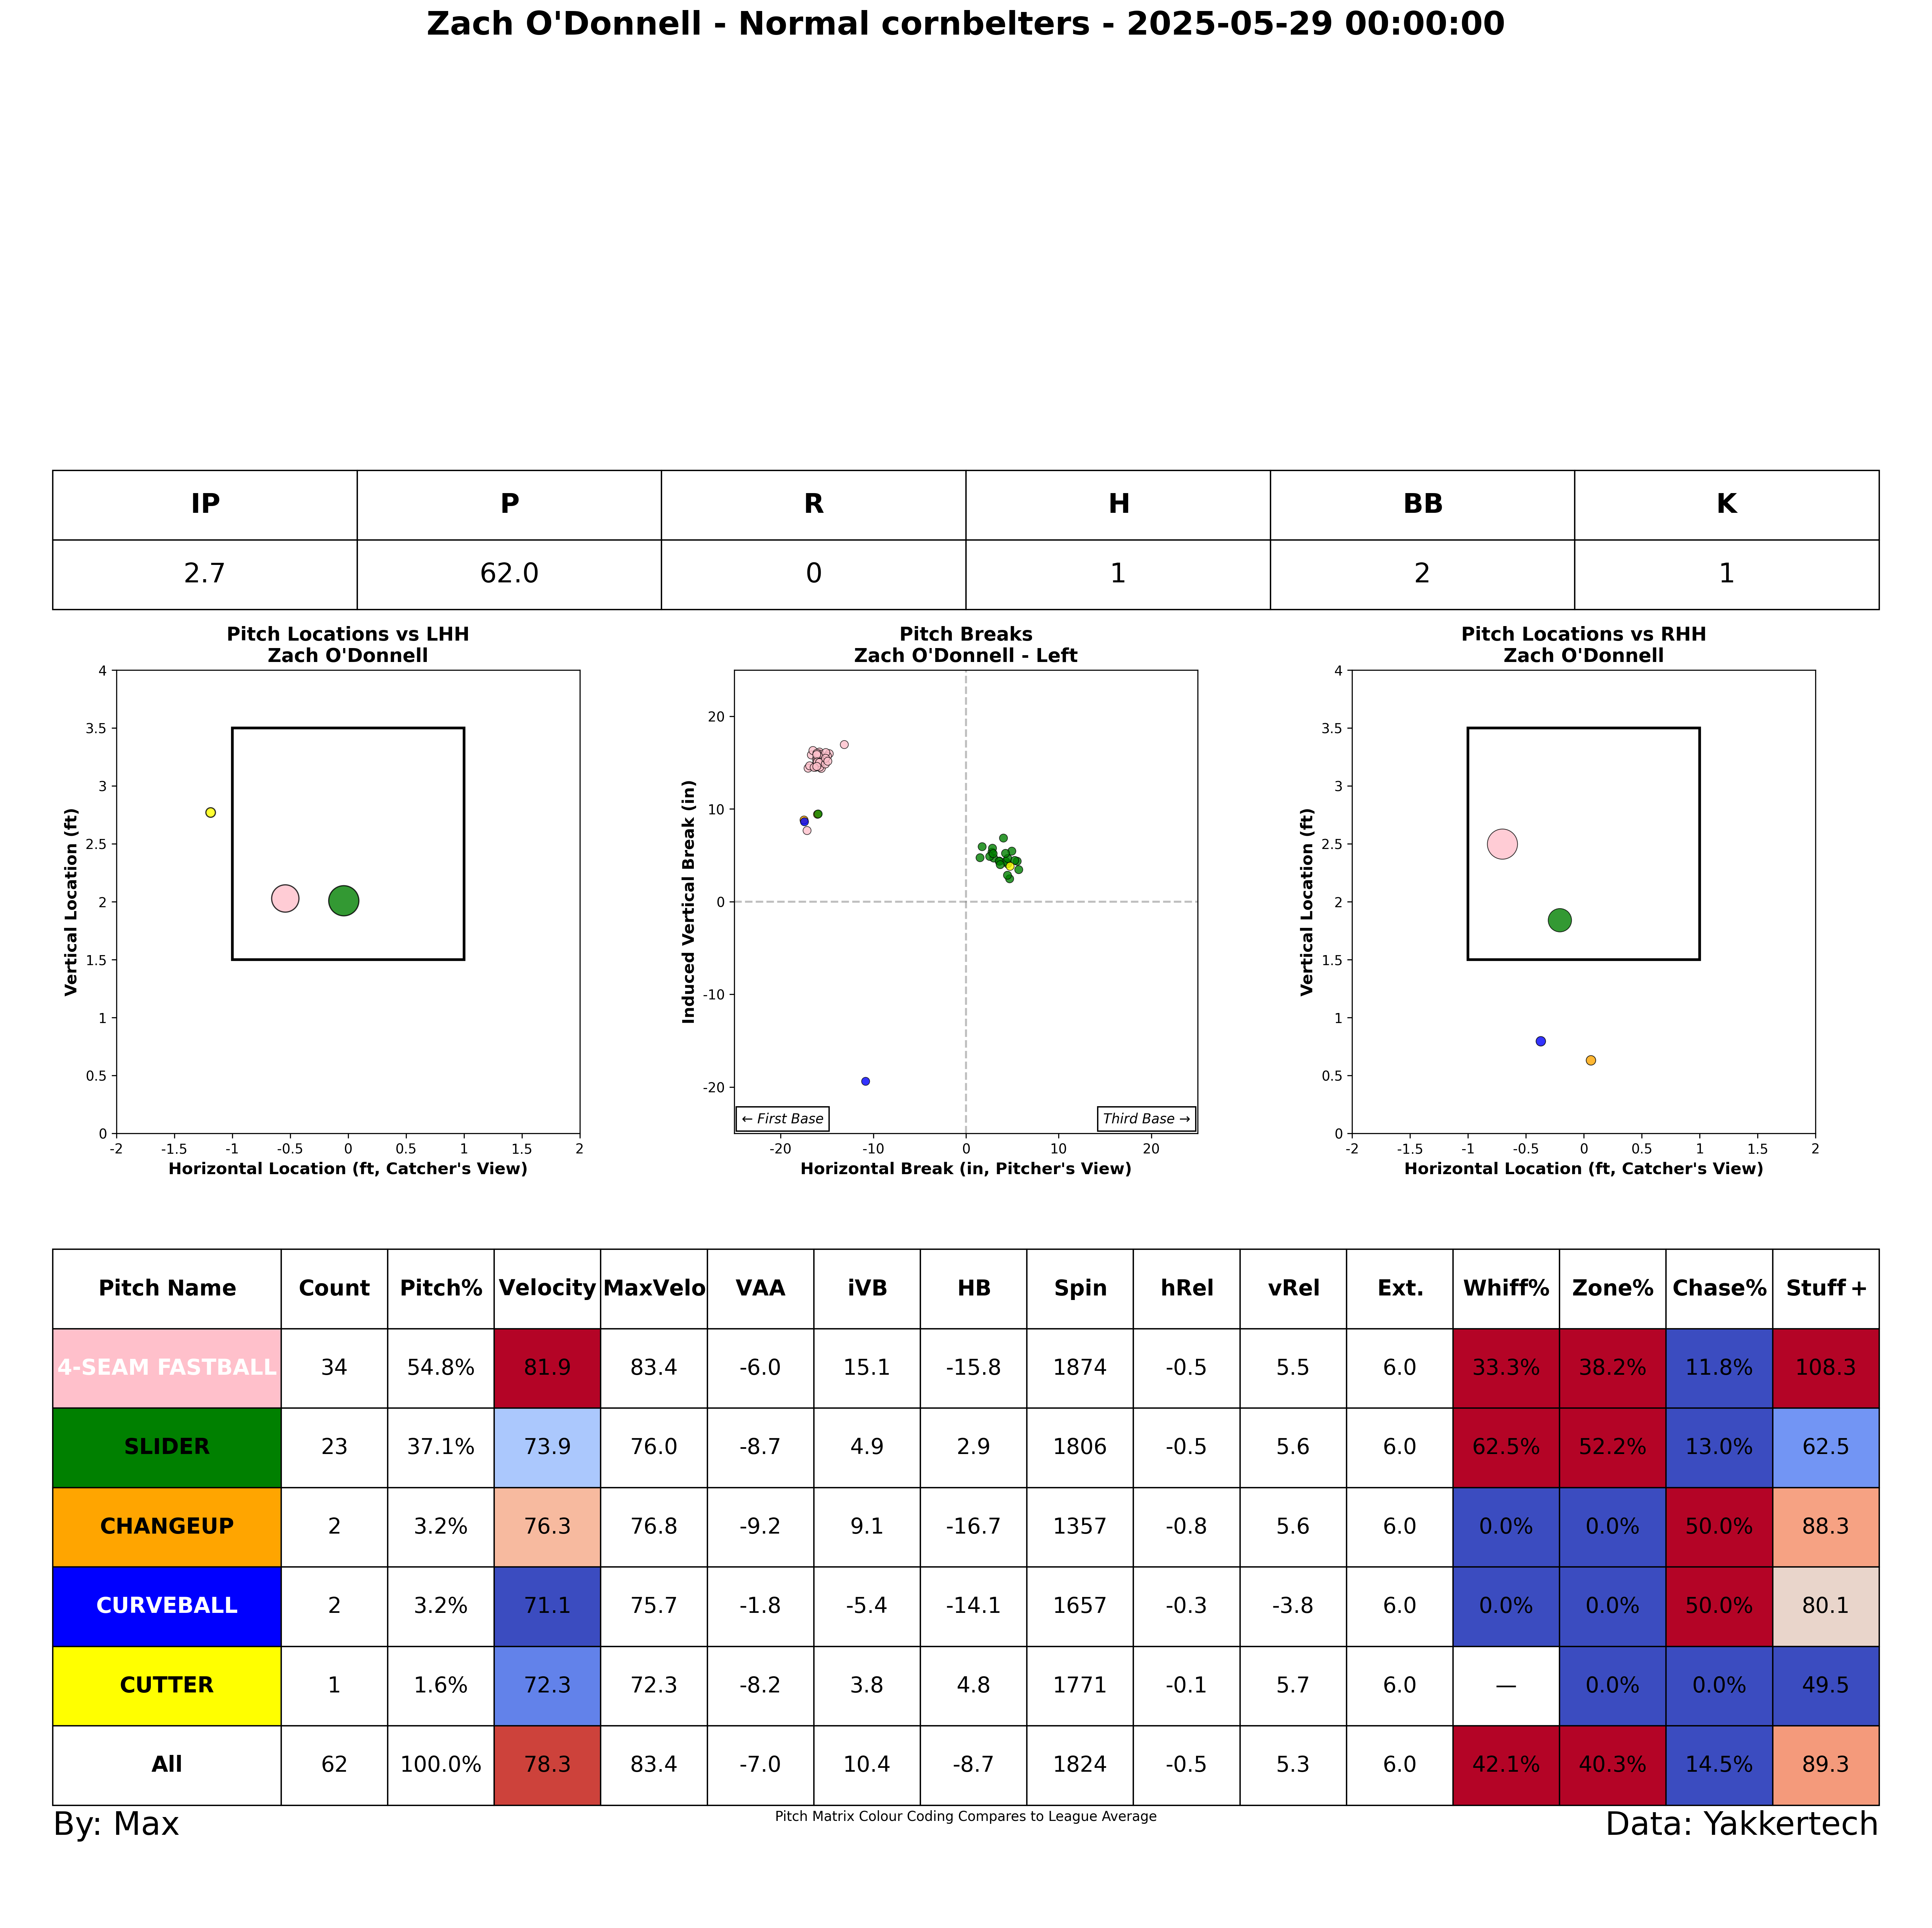 Zach O'Donnell - Normal cornbelters - 2025-05-29 00:00:00
IP P R H BB K
2.7 62.0 0 1 2 1
Pitch Locations vs LHH
Zach O'Donnell
4
3.5
3
2.5
2
1.5
1
0.5
0
-2 -1.5 -1 -0.5 0 0.5 1 1.5 2
Vertical Location (ft)
Horizontal Location (ft, Catcher's View)
Pitch Breaks
Zach O'Donnell - Left
20
10
0
-10
-20
← First Base Third Base →
-20 -10 0 10 20
Induced Vertical Break (in)
Horizontal Break (in, Pitcher's View)
Pitch Locations vs RHH
Zach O'Donnell
4
3.5
3
2.5
2
1.5
1
0.5
0
-2 -1.5 -1 -0.5 0 0.5 1 1.5 2
Vertical Location (ft)
Horizontal Location (ft, Catcher's View)
Pitch Name Count Pitch% Velocity MaxVelo VAA iVB HB Spin hRel vRel Ext. Whiff% Zone% Chase% Stuff+
4-SEAM FASTBALL 34 54.8% 81.9 83.4 -6.0 15.1 -15.8 1874 -0.5 5.5 6.0 33.3% 38.2% 11.8% 108.3
SLIDER 23 37.1% 73.9 76.0 -8.7 4.9 2.9 1806 -0.5 5.6 6.0 62.5% 52.2% 13.0% 62.5
CHANGEUP 2 3.2% 76.3 76.8 -9.2 9.1 -16.7 1357 -0.8 5.6 6.0 0.0% 0.0% 50.0% 88.3
CURVEBALL 2 3.2% 71.1 75.7 -1.8 -5.4 -14.1 1657 -0.3 -3.8 6.0 0.0% 0.0% 50.0% 80.1
CUTTER 1 1.6% 72.3 72.3 -8.2 3.8 4.8 1771 -0.1 5.7 6.0 — 0.0% 0.0% 49.5
All 62 100.0% 78.3 83.4 -7.0 10.4 -8.7 1824 -0.5 5.3 6.0 42.1% 40.3% 14.5% 89.3
By: Max
Pitch Matrix Colour Coding Compares to League Average
Data: Yakkertech